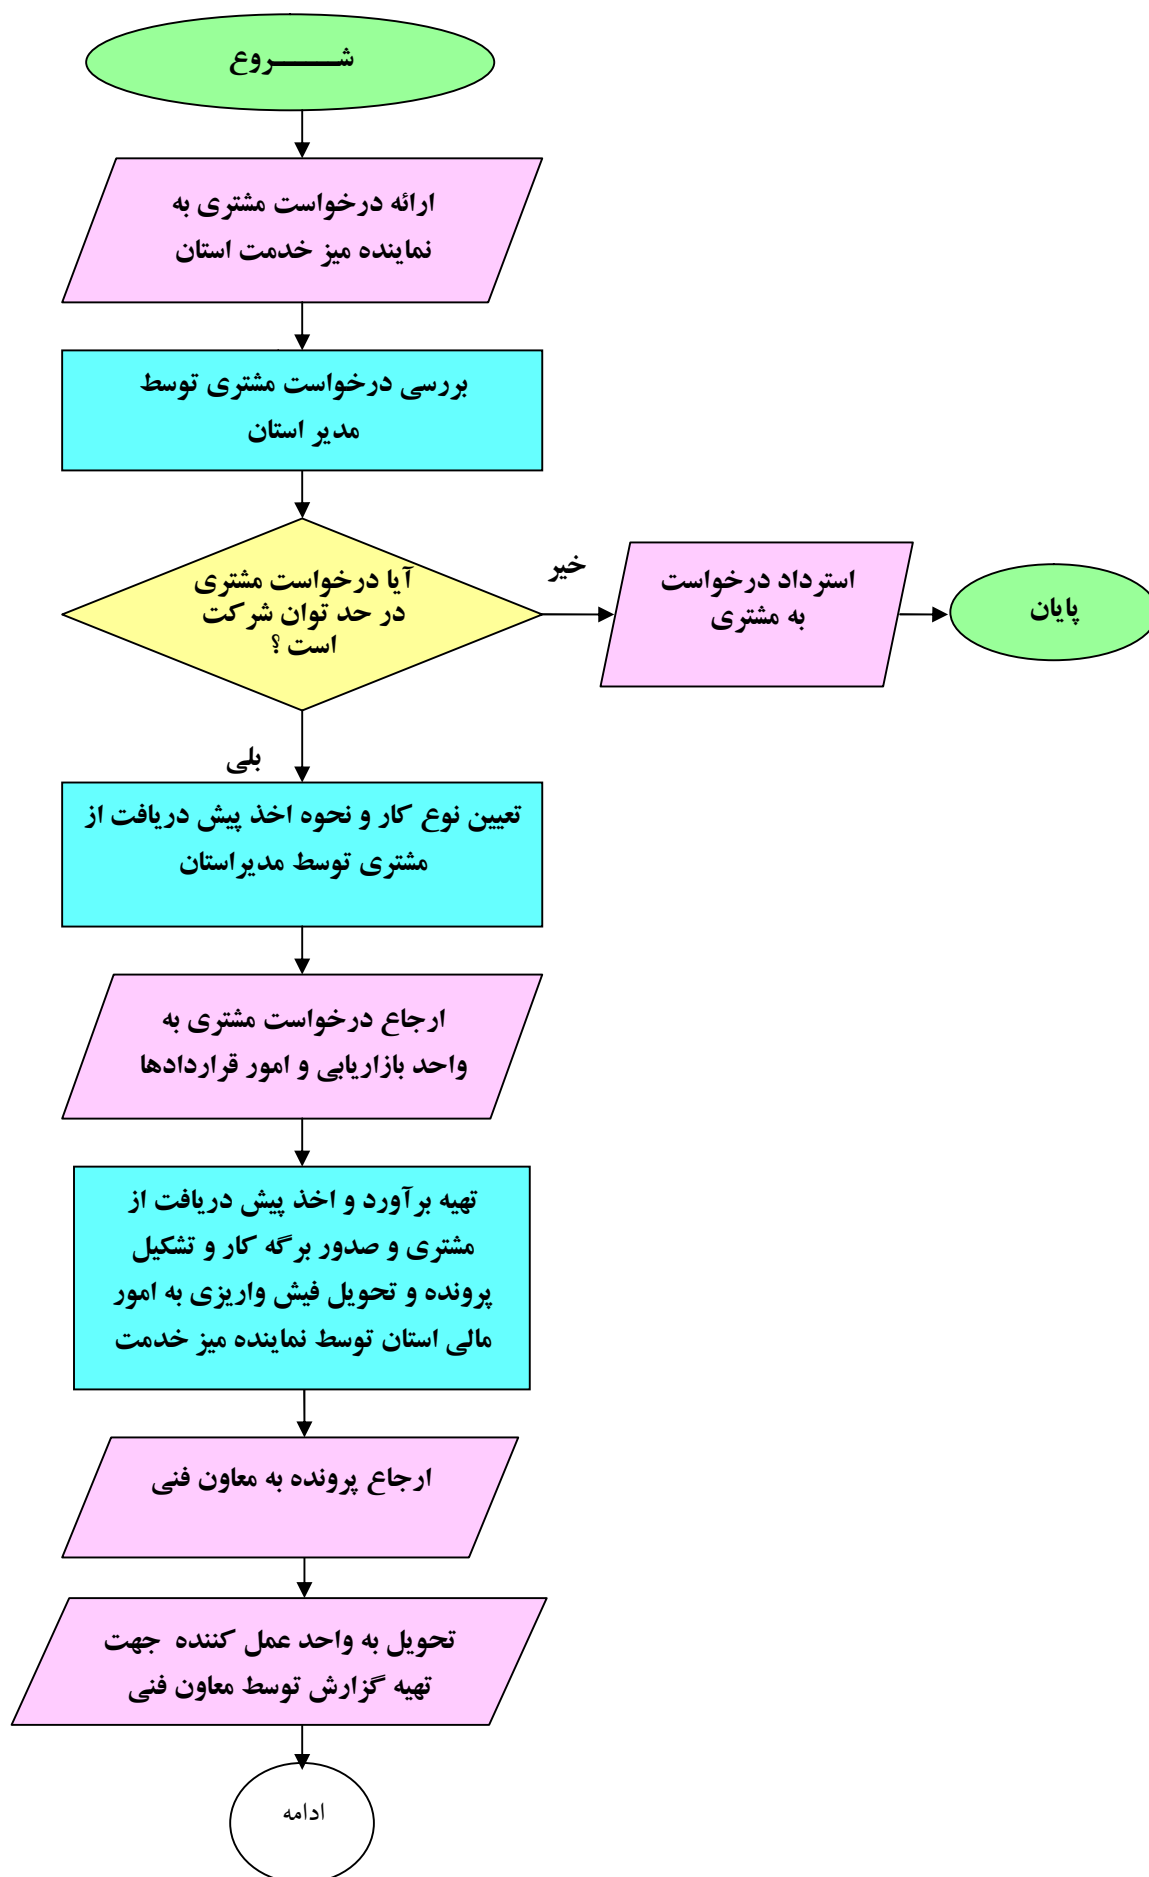 شــــــــروع
ارائه درخواست مشتری به
نماینده میز خدمت استان
بررسی درخواست مشتری توسط
مدیر استان
آیا درخواست مشتری
در حد توان شرکت
است ؟
خیر
استرداد درخواست
به مشتری
پایان
بلی
تعیین نوع کار و نحوه اخذ پیش دریافت از
مشتری توسط مدیراستان
ارجاع درخواست مشتری به
واحد بازاریابی و امور قراردادها
تهیه برآورد و اخذ پیش دریافت از
مشتری و صدور برگه کار و تشکیل
پرونده و تحویل فیش واریزی به امور
مالی استان توسط نماینده میز خدمت
ارجاع پرونده به معاون فنی
تحویل به واحد عمل کننده جهت
تهیه گزارش توسط معاون فنی
ادامه